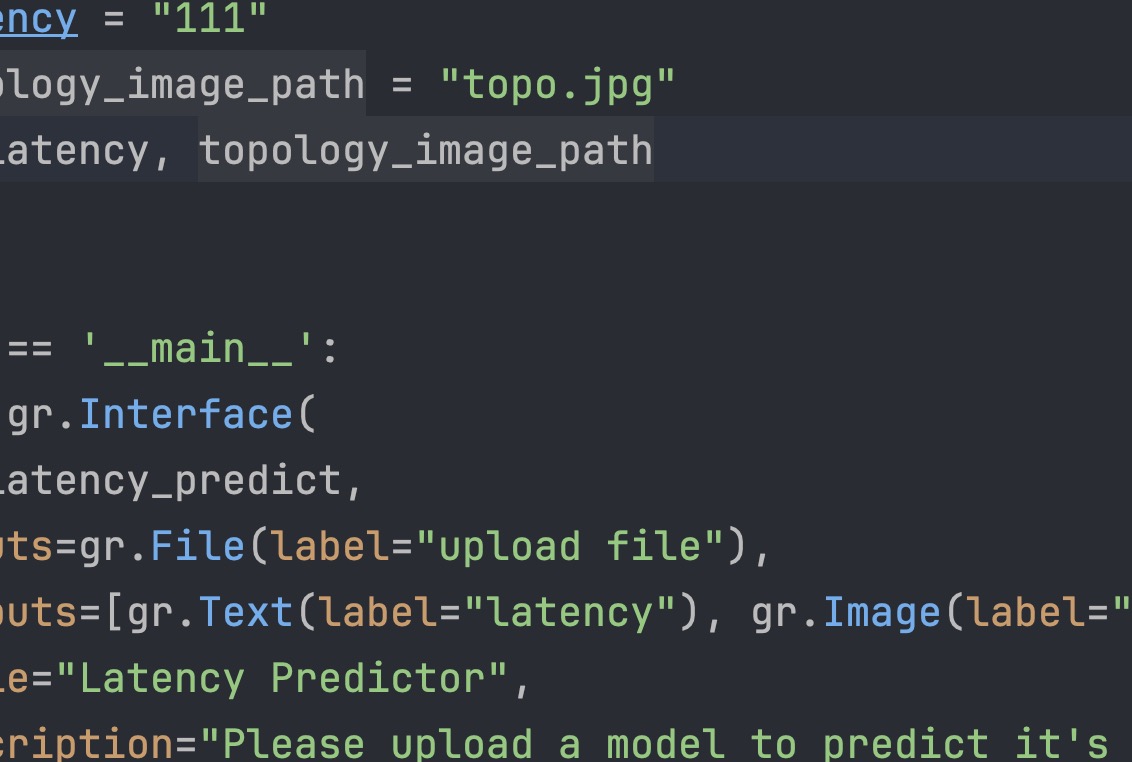 ency = "111"
ology_image_path = "topo.jpg"
latency, topology_image_path
== '__main__':
gr.Interface(
latency_predict,
uts=gr.File(label="upload file"),
puts=[gr.Text(label="latency"), gr.Image(label="
le="Latency Predictor",
cription="Please upload a model to predict it's